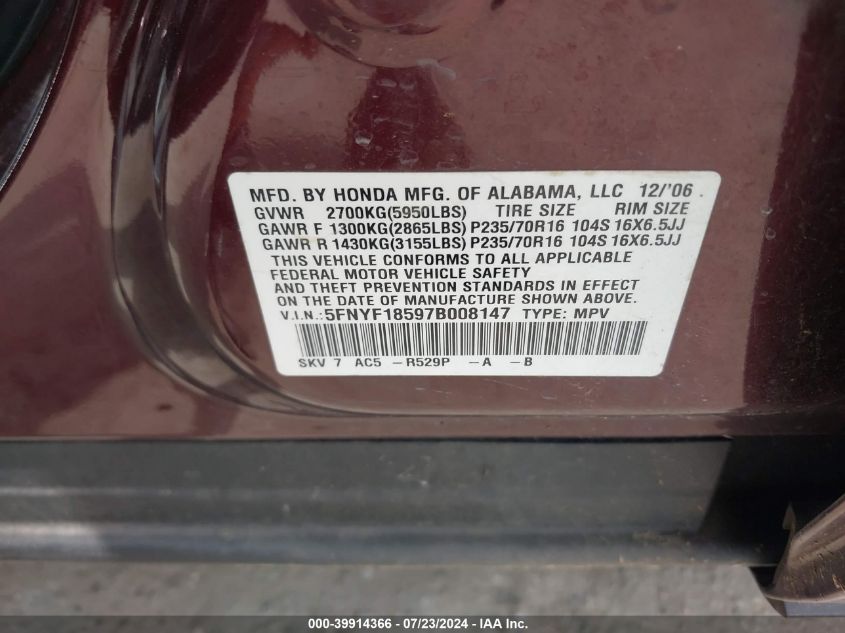 MFD. BY HONDA MFG. OF ALABAMA, LLC 12/'06
GVWR 2700KG(5950LBS) TIRE SIZE RIM SIZE
GAWR F 1300KG(2865LBS) P235/70R16 104S 16X6.5JJ
GAWR R 1430KG(3155LBS) P235/70R16 104S 16X6.5JJ
THIS VEHICLE CONFORMS TO ALL APPLICABLE
FEDERAL MOTOR VEHICLE SAFETY
AND THEFT PREVENTION STANDARDS IN EFFECT
ON THE DATE OF MANUFACTURE SHOWN ABOVE.
V.I.N.: 5FNYF18597B008147 TYPE: MPV
SKV 7 AC5 -R529P -A -B
000-39914366 - 07/23/2024 - IAA Inc.